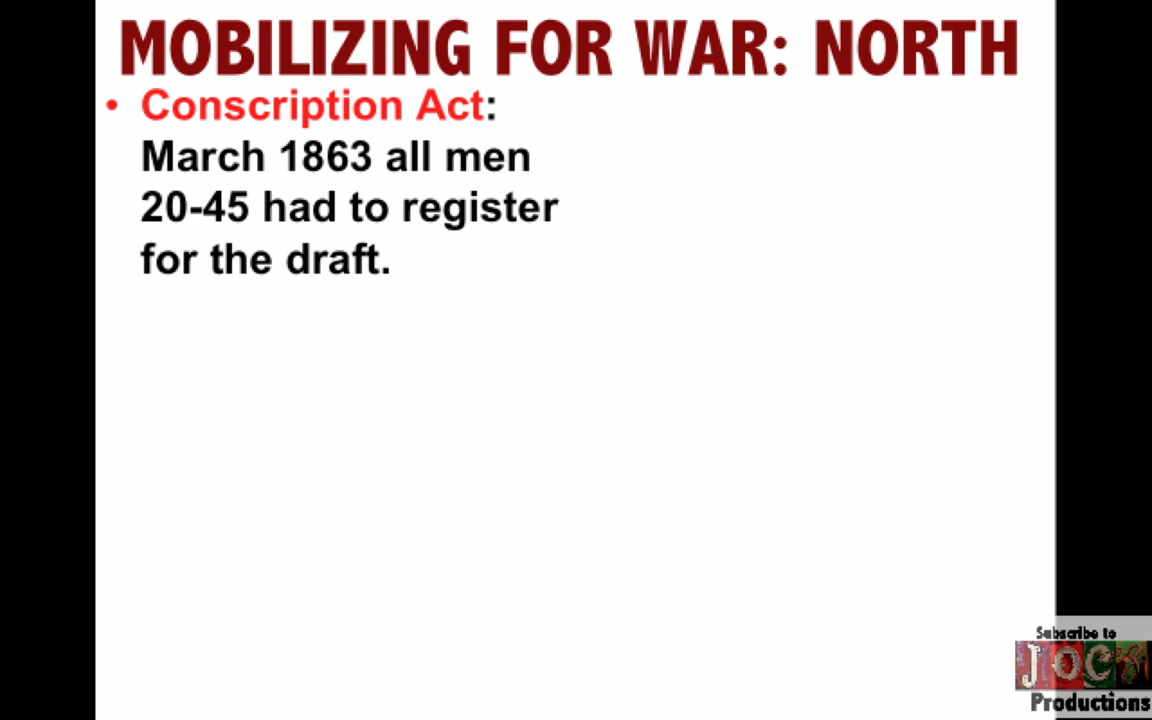 MOBILIZING FOR WAR: NORTH
• Conscription Act:
March 1863 all men
20-45 had to register
for the draft.
Subscribe to
JOCZ
Productions